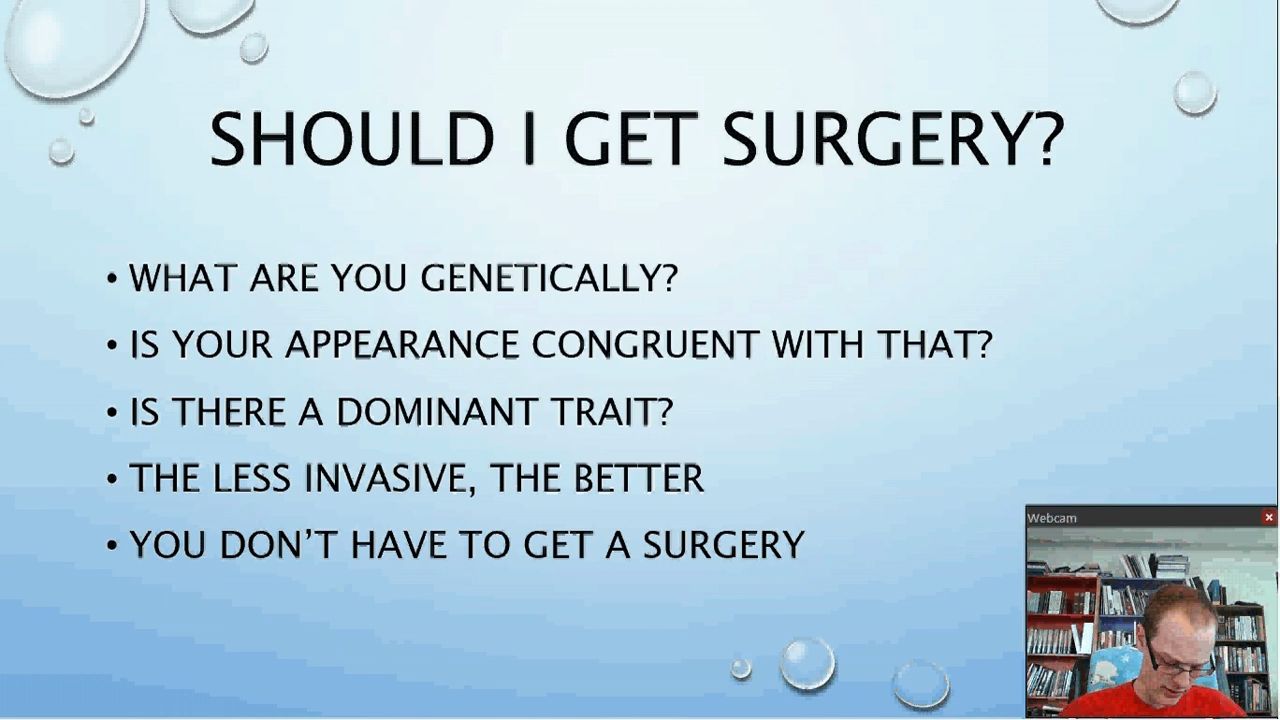 SHOULD I GET SURGERY?
• WHAT ARE YOU GENETICALLY?
• IS YOUR APPEARANCE CONGRUENT WITH THAT?
• IS THERE A DOMINANT TRAIT?
• THE LESS INVASIVE, THE BETTER
• YOU DON’T HAVE TO GET A SURGERY
Webcam